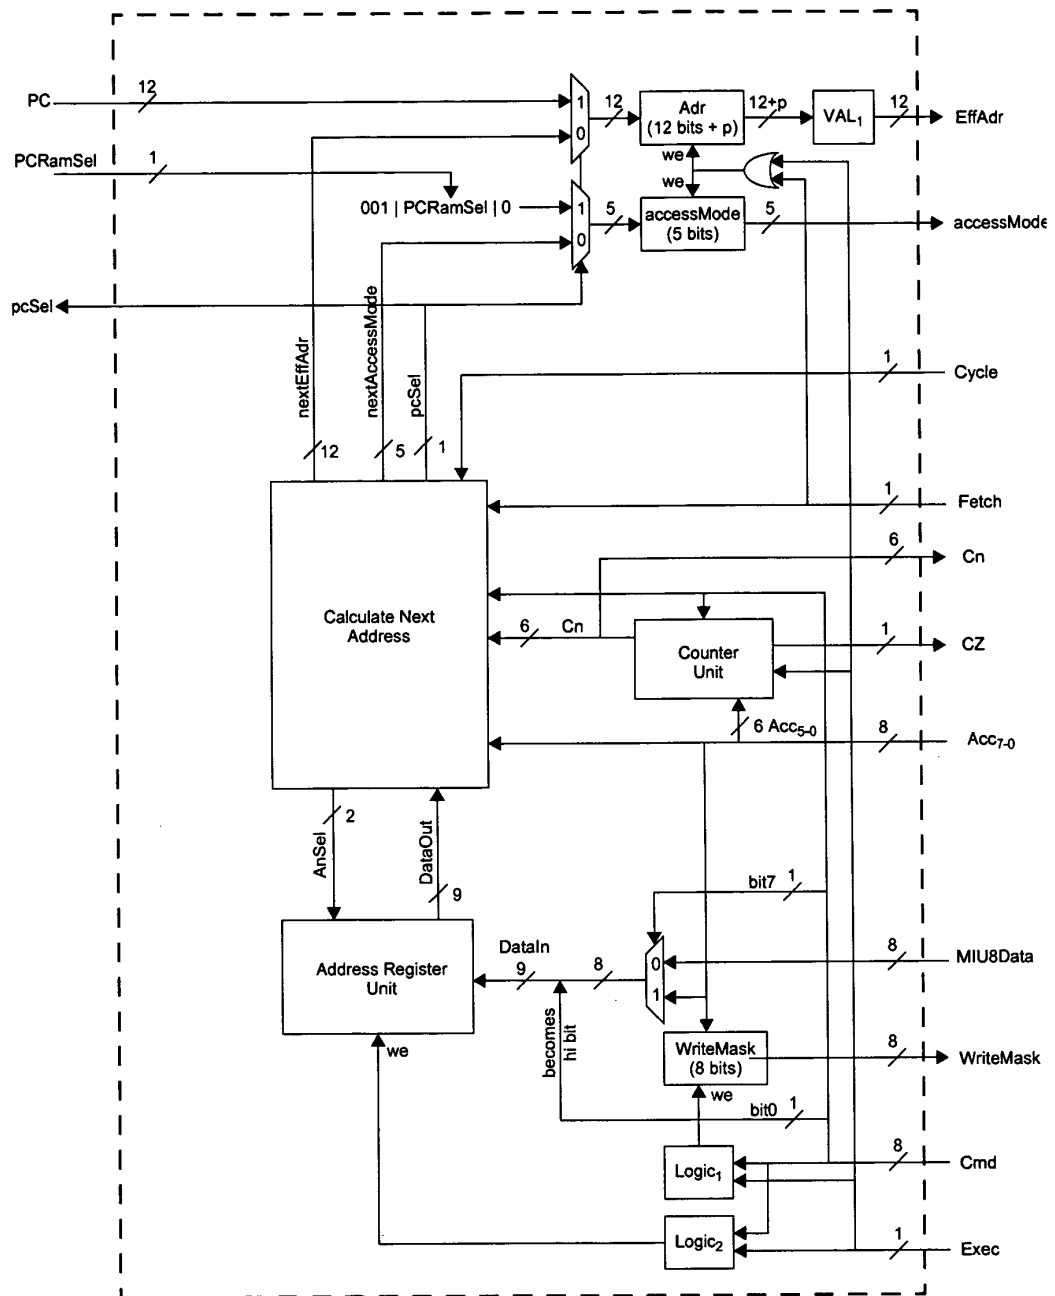 12
PC
1
0
12
Adr
(12 bits + p)
12+p
VAL1
12
EffAdr
PCRamSel
1
we
we
001 | PCRamSel | 0
1
0
5
accessMode
(5 bits)
5
accessMode
pcSel
nextEffAdr
nextAccessMode
pcSel
12
5
1
1
Cycle
1
Fetch
6
Cn
Calculate Next
Address
6
Cn
Counter
Unit
1
CZ
6 Acc5-0
8
Acc7-0
2
AnSel
DataOut
9
bit7
1
Address Register
Unit
DataIn
9
8
0
1
8
MIU8Data
becomes
hi bit
WriteMask
(8 bits)
8
WriteMask
we
we
bit0
1
Logic1
8
Cmd
Logic2
1
Exec